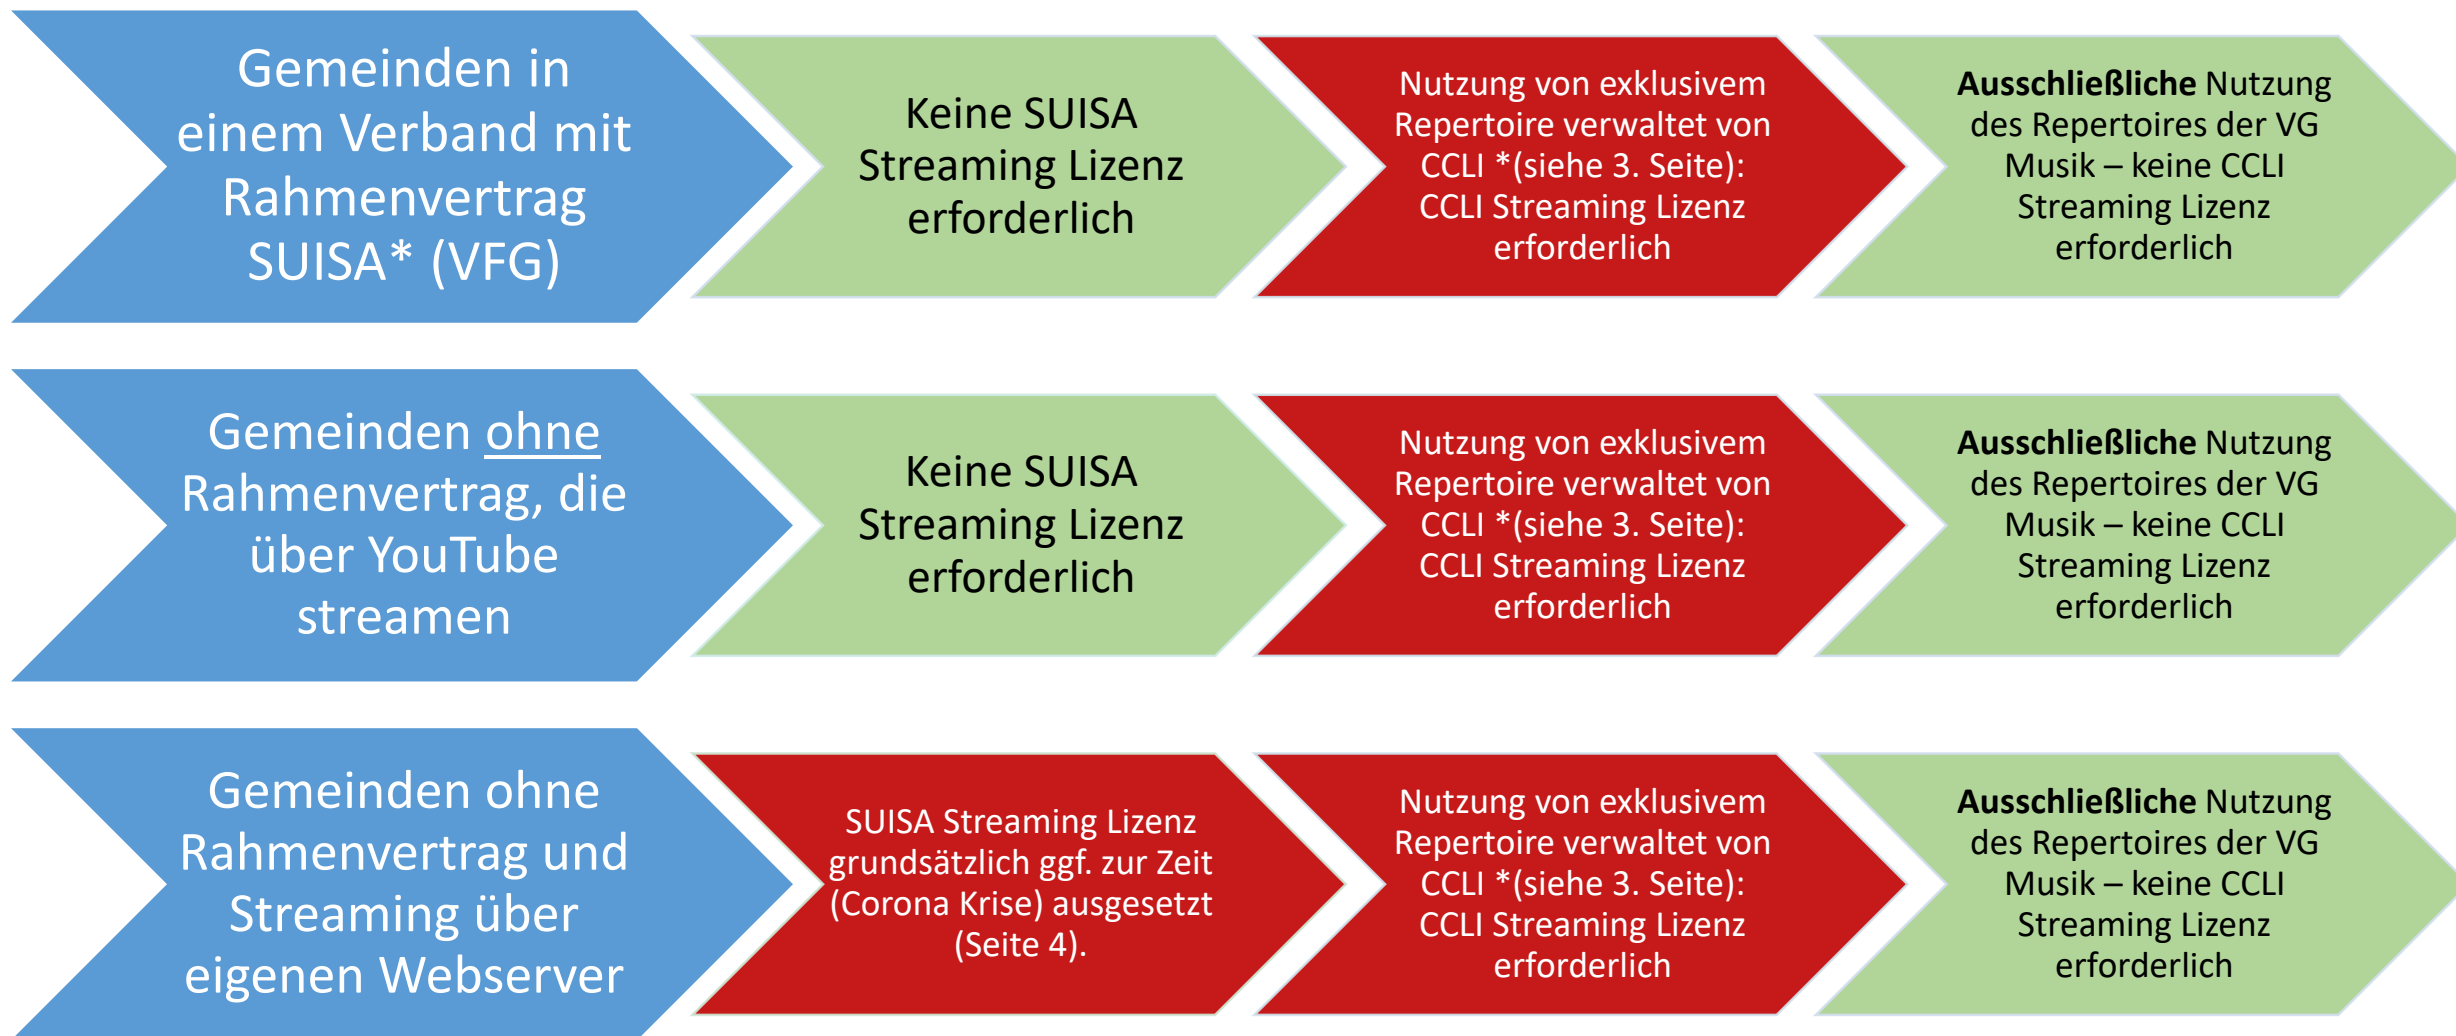 Gemeinden in
einem Verband mit
Rahmenvertrag
SUISA* (VFG)
Keine SUISA
Streaming Lizenz
erforderlich
Nutzung von exklusivem
Repertoire verwaltet von
CCLI *(siehe 3. Seite):
CCLI Streaming Lizenz
erforderlich
Ausschließliche Nutzung
des Repertoires der VG
Musik – keine CCLI
Streaming Lizenz
erforderlich
Gemeinden ohne
Rahmenvertrag, die
über YouTube
streamen
Keine SUISA
Streaming Lizenz
erforderlich
Nutzung von exklusivem
Repertoire verwaltet von
CCLI *(siehe 3. Seite):
CCLI Streaming Lizenz
erforderlich
Ausschließliche Nutzung
des Repertoires der VG
Musik – keine CCLI
Streaming Lizenz
erforderlich
Gemeinden ohne
Rahmenvertrag und
Streaming über
eigenen Webserver
SUISA Streaming Lizenz
grundsätzlich ggf. zur Zeit
(Corona Krise) ausgesetzt
(Seite 4).
Nutzung von exklusivem
Repertoire verwaltet von
CCLI *(siehe 3. Seite):
CCLI Streaming Lizenz
erforderlich
Ausschließliche Nutzung
des Repertoires der VG
Musik – keine CCLI
Streaming Lizenz
erforderlich